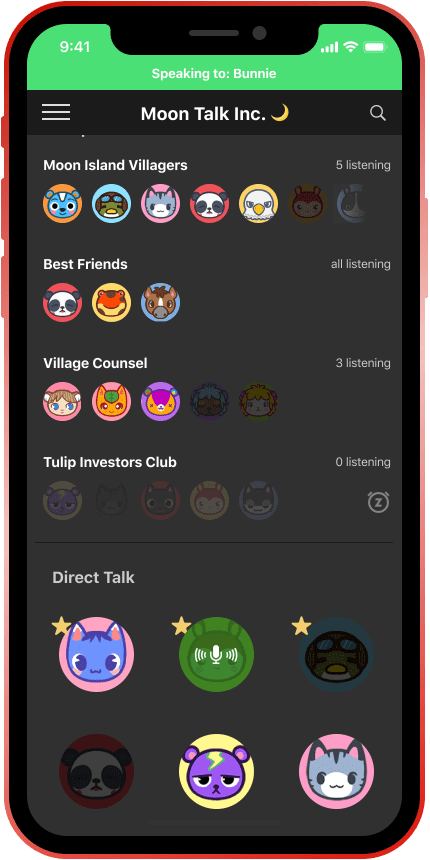 9:41
Speaking to: Bunnie
Moon Talk Inc. 🌙
Moon Island Villagers 5 listening
Best Friends all listening
Village Counsel 3 listening
Tulip Investors Club 0 listening
z
Direct Talk